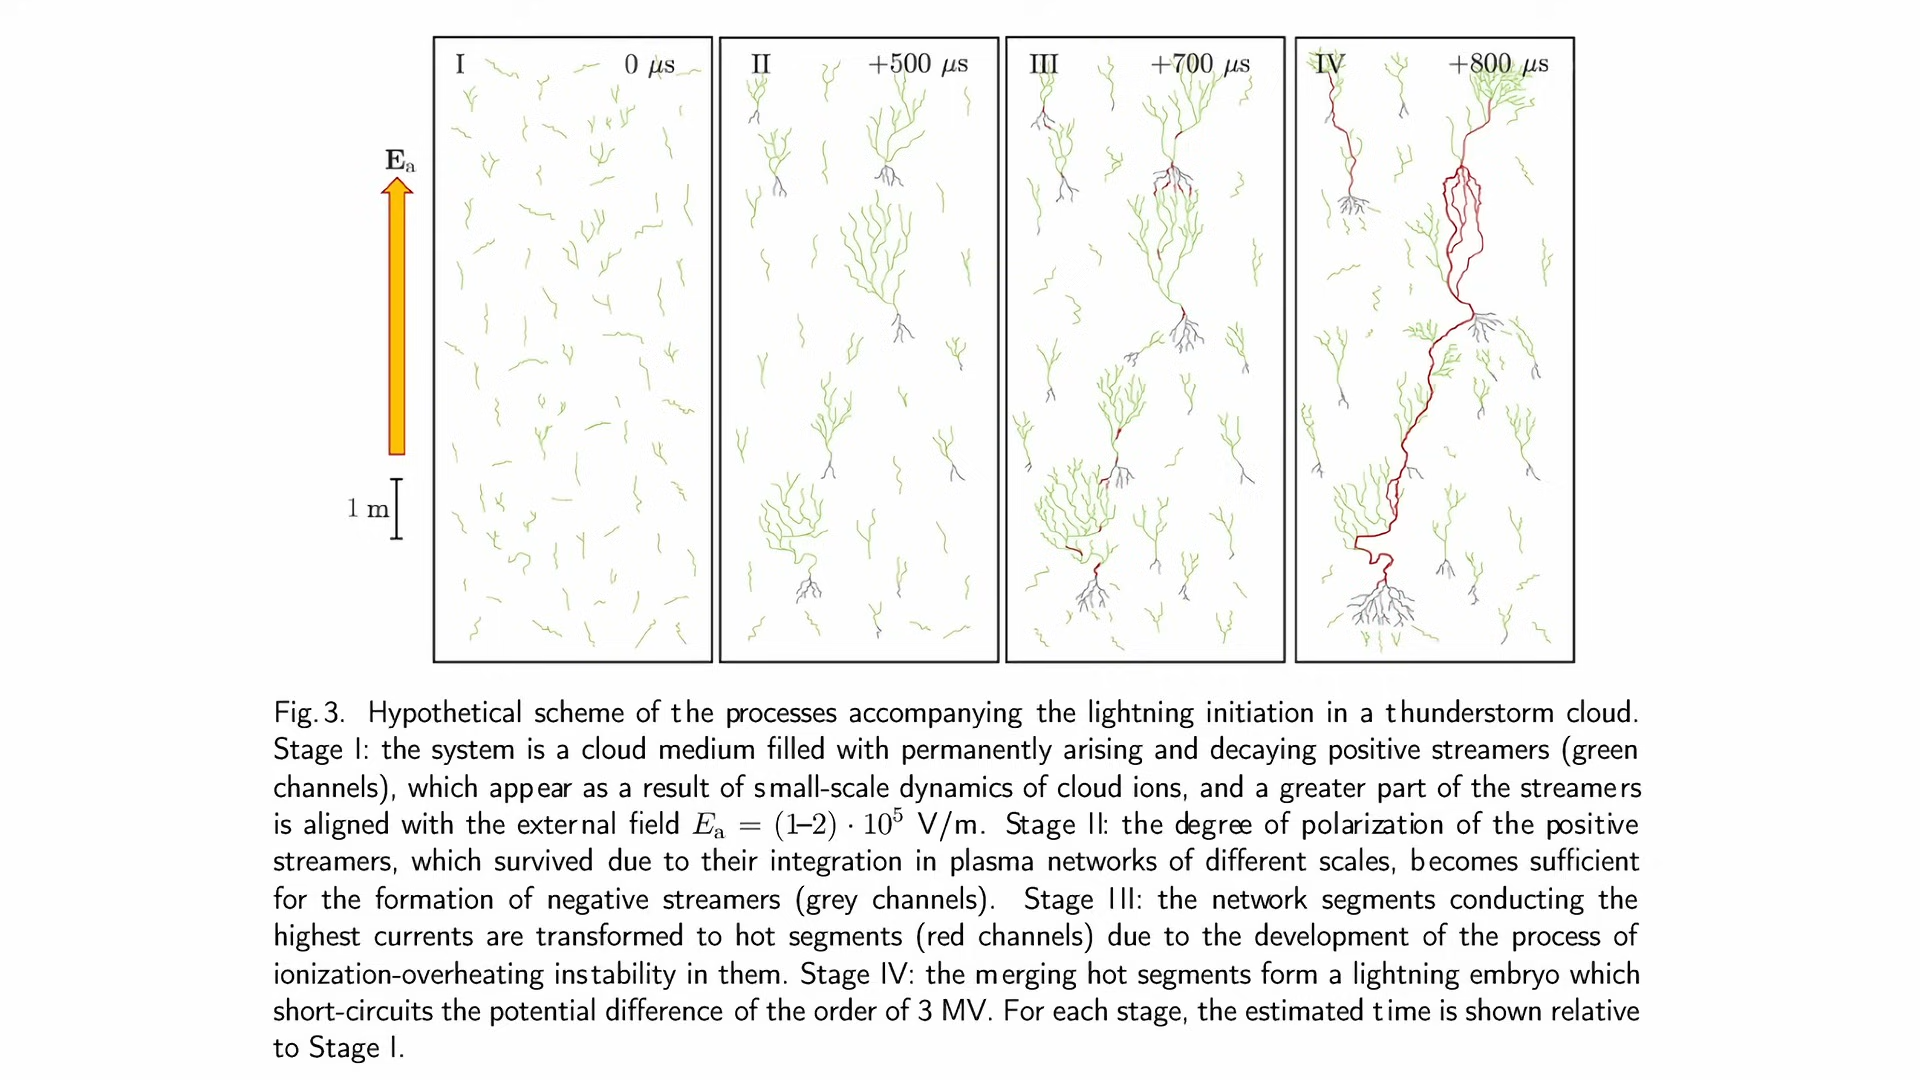 I 0 μs
II +500 μs
III +700 μs
IV +800 μs
Eₐ
1 m
Fig. 3. Hypothetical scheme of the processes accompanying the lightning initiation in a thunderstorm cloud.
Stage I: the system is a cloud medium filled with permanently arising and decaying positive streamers (green
channels), which appear as a result of small-scale dynamics of cloud ions, and a greater part of the streamers
is aligned with the external field Eₐ = (1–2) · 10⁵ V/m. Stage II: the degree of polarization of the positive
streamers, which survived due to their integration in plasma networks of different scales, becomes sufficient
for the formation of negative streamers (grey channels). Stage III: the network segments conducting the
highest currents are transformed to hot segments (red channels) due to the development of the process of
ionization-overheating instability in them. Stage IV: the merging hot segments form a lightning embryo which
short-circuits the potential difference of the order of 3 MV. For each stage, the estimated time is shown relative
to Stage I.